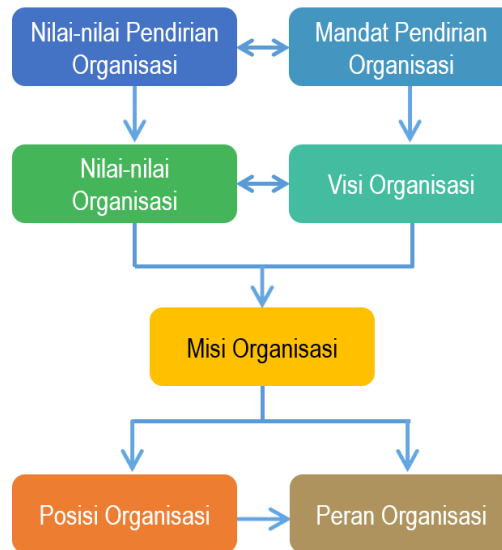 Nilai-nilai Pendirian
Organisasi
Mandat Pendirian
Organisasi
Nilai-nilai
Organisasi
Visi Organisasi
Misi Organisasi
Posisi Organisasi
Peran Organisasi